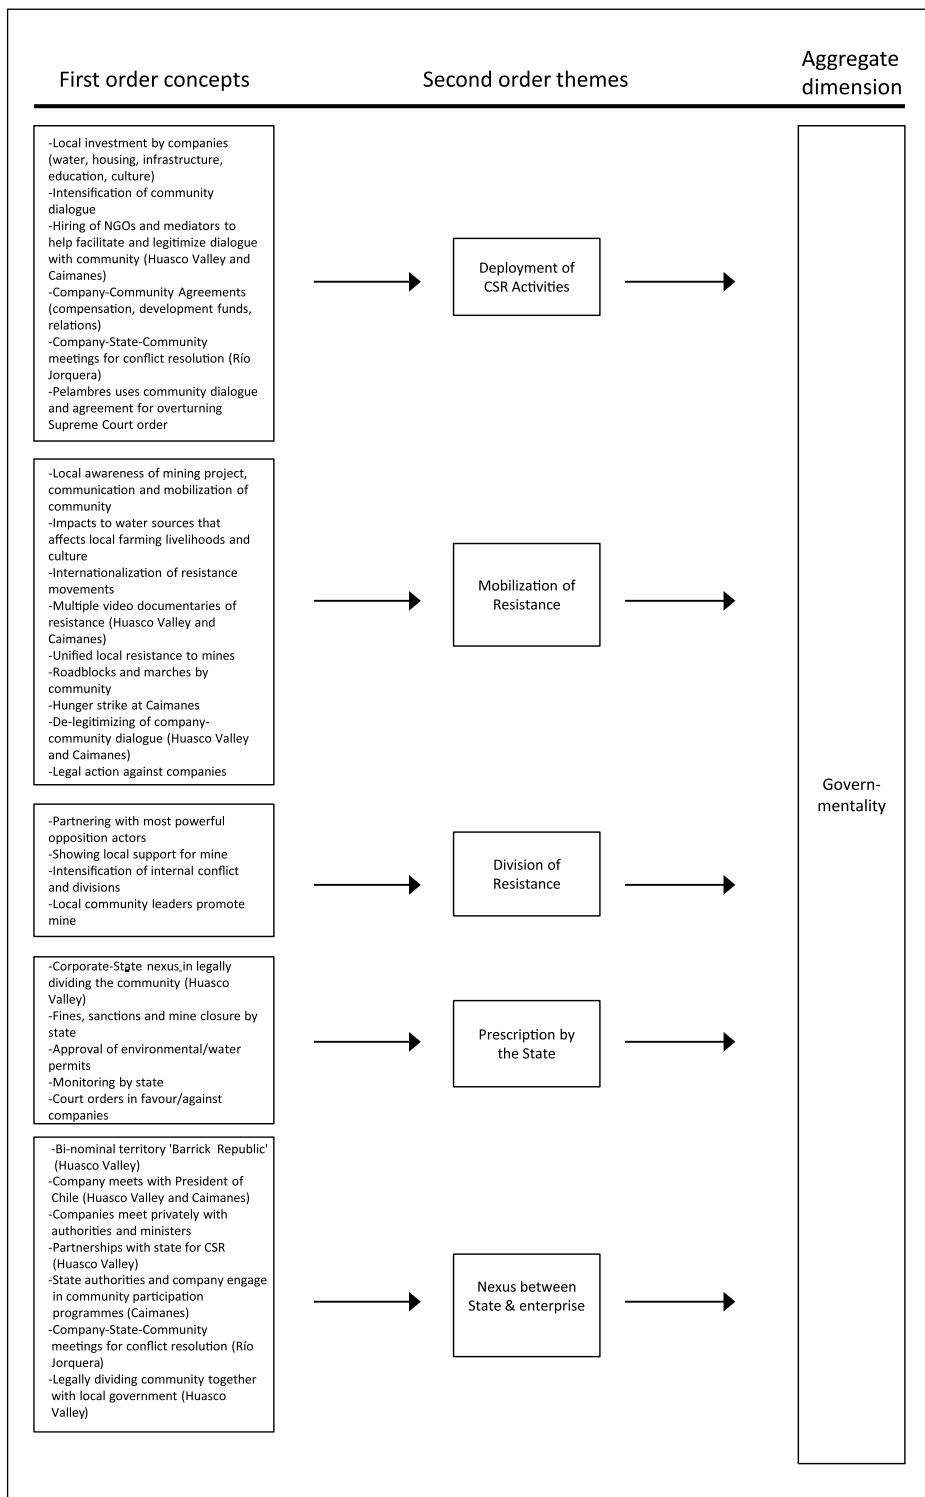 First order concepts
Second order themes
Aggregate
dimension
-Local investment by companies
(water, housing, infrastructure,
education, culture)
-Intensification of community
dialogue
-Hiring of NGOs and mediators to
help facilitate and legitimize dialogue
with community (Huasco Valley and
Caimanes)
-Company-Community Agreements
(compensation, development funds,
relations)
-Company-State-Community
meetings for conflict resolution (Río
Jorquera)
-Pelambres uses community dialogue
and agreement for overturning
Supreme Court order
Deployment of
CSR Activities
-Local awareness of mining project,
communication and mobilization of
community
-Impacts to water sources that
affects local farming livelihoods and
culture
-Internationalization of resistance
movements
-Multiple video documentaries of
resistance (Huasco Valley and
Caimanes)
-Unified local resistance to mines
-Roadblocks and marches by
community
-Hunger strike at Caimanes
-De-legitimizing of company-
community dialogue (Huasco Valley
and Caimanes)
-Legal action against companies
Mobilization of
Resistance
-Partnering with most powerful
opposition actors
-Showing local support for mine
-Intensification of internal conflict
and divisions
-Local community leaders promote
mine
Division of
Resistance
-Corporate-State nexus in legally
dividing the community (Huasco
Valley)
-Fines, sanctions and mine closure by
state
-Approval of environmental/water
permits
-Monitoring by state
-Court orders in favour/against
companies
Prescription by
the State
-Bi-nominal territory 'Barrick Republic'
(Huasco Valley)
-Company meets with President of
Chile (Huasco Valley and Caimanes)
-Companies meet privately with
authorities and ministers
-Partnerships with state for CSR
(Huasco Valley)
-State authorities and company engage
in community participation
programmes (Caimanes)
-Company-State-Community
meetings for conflict resolution (Río
Jorquera)
-Legally dividing community together
with local government (Huasco
Valley)
Nexus between
State & enterprise
Govern-
mentality